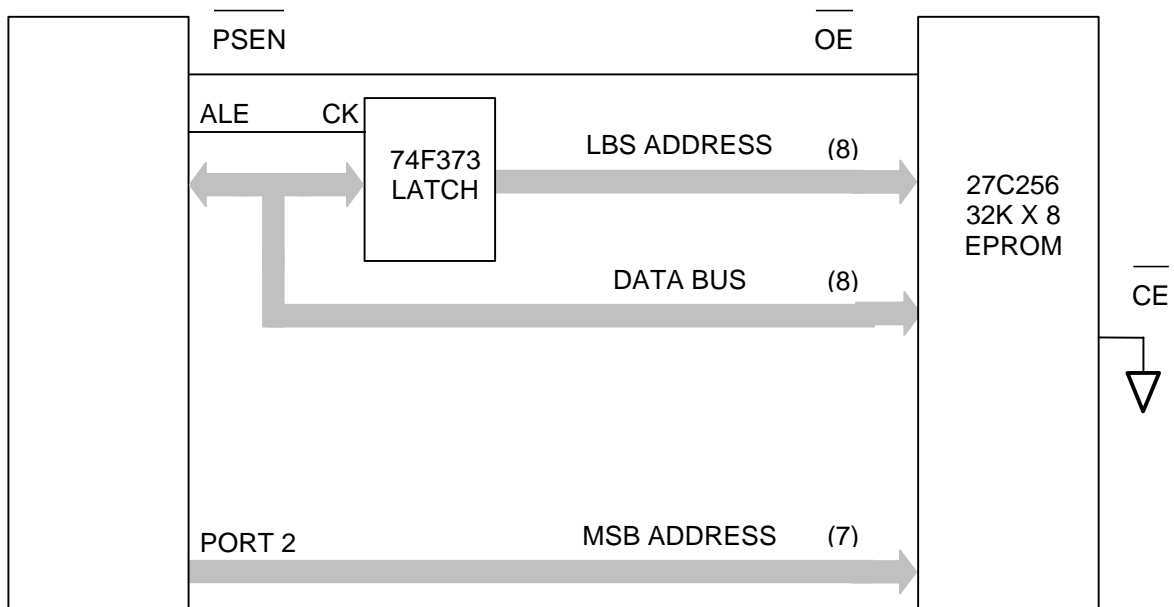 PSEN
OE
ALE
CK
74F373
LATCH
LBS ADDRESS (8)
27C256
32K X 8
EPROM
DATA BUS (8)
CE
PORT 2
MSB ADDRESS (7)